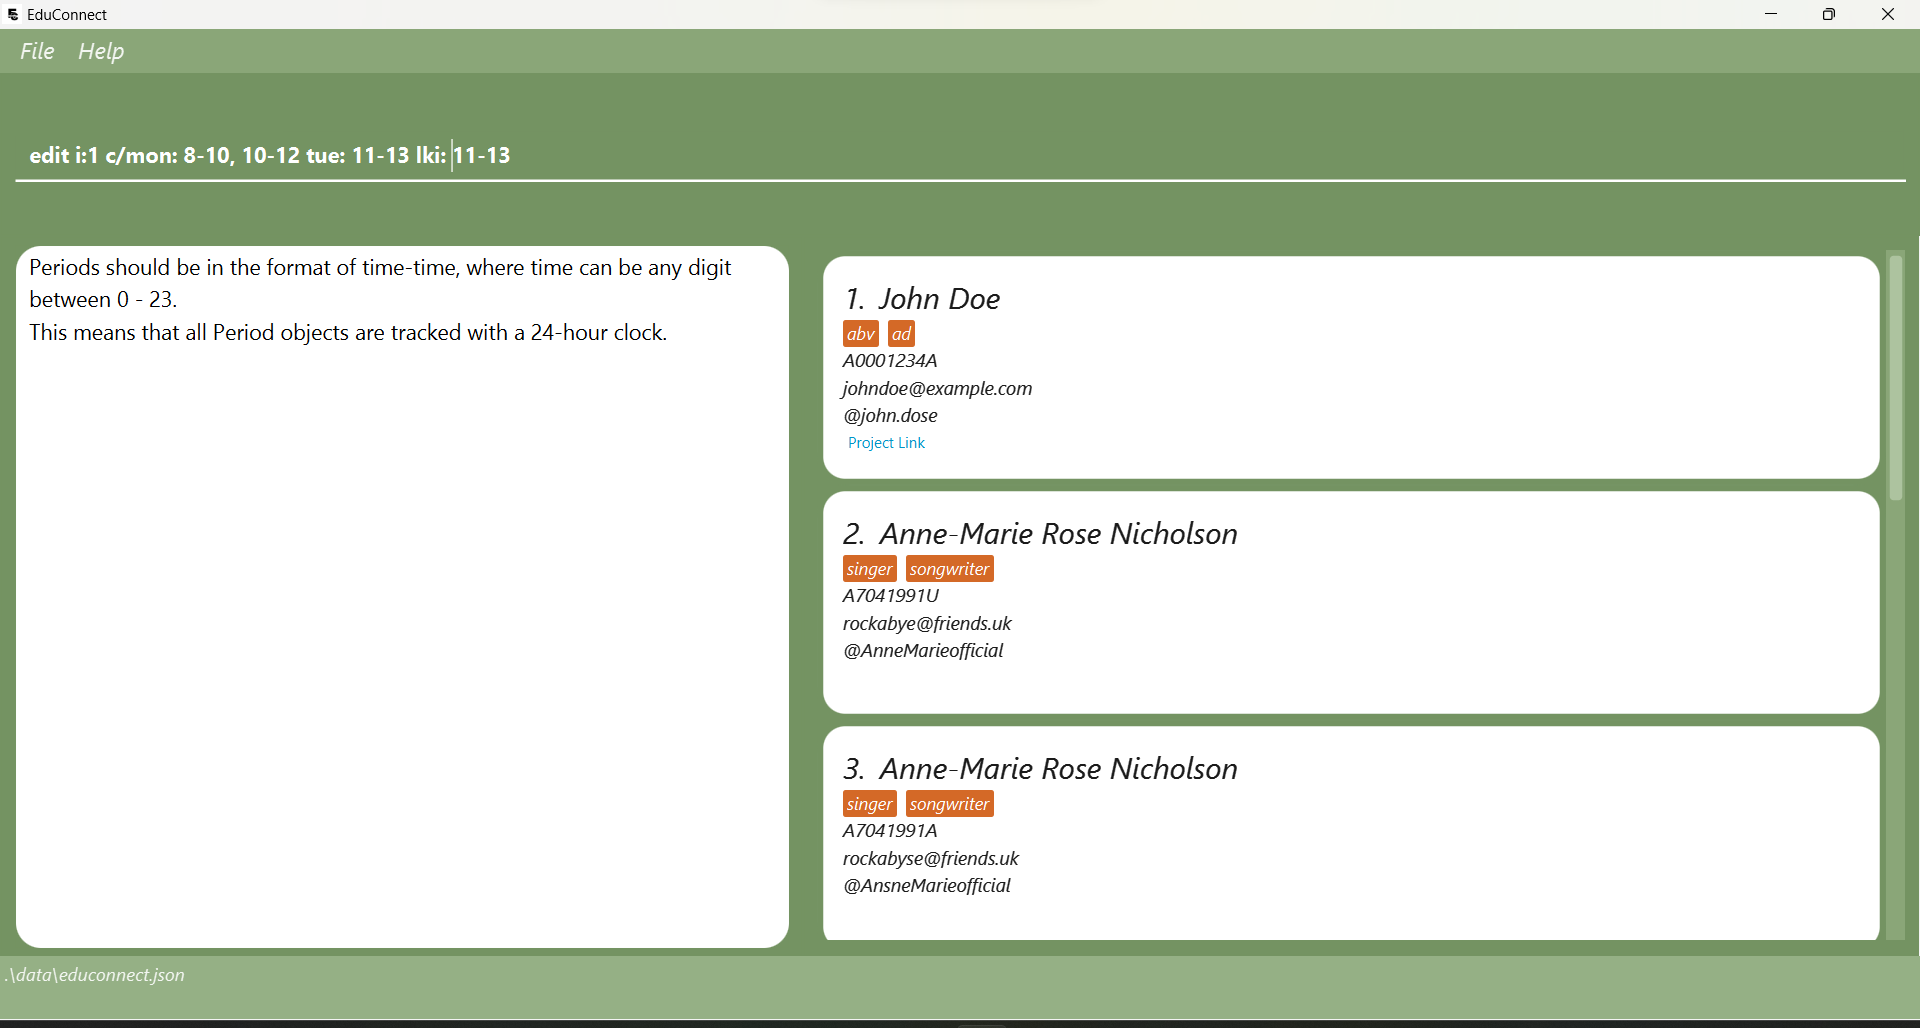 EduConnect
File Help
edit i:1 c/mon: 8-10, 10-12 tue: 11-13 lki: 11-13
Periods should be in the format of time-time, where time can be any digit
between 0 - 23.
This means that all Period objects are tracked with a 24-hour clock.
1. John Doe
abv ad
A0001234A
johndoe@example.com
@john.dose
Project Link
2. Anne-Marie Rose Nicholson
singer songwriter
A7041991U
rockabye@friends.uk
@AnneMarieofficial
3. Anne-Marie Rose Nicholson
singer songwriter
A7041991A
rockabyse@friends.uk
@AnsneMarieofficial
.\data\educonnect.json